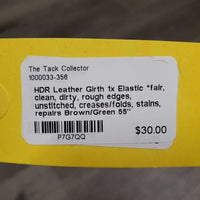 The Tack Collector
1000033-356
HDR Leather Girth 1x Elastic *fair,
clean, dirty, rough edges,
unstitched, creases/folds, stains,
repairs Brown/Green 55"
$30.00
P7G7QQ